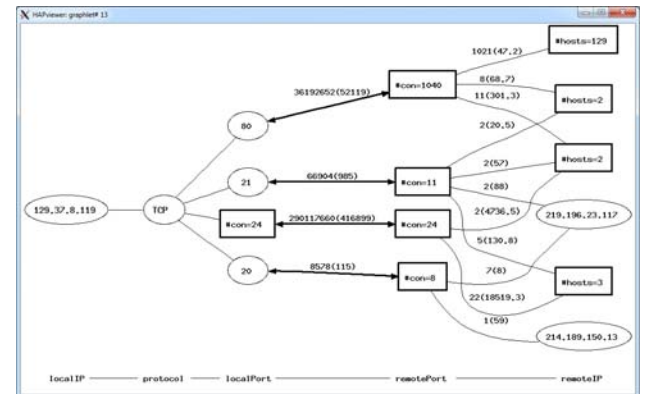 HAPviewer: graphlet# 13
#hosts=129
1021(47,2)
8(68,7)
36192652(52119)
#con=1040
11(301,3)
#hosts=2
80
2(20,5)
2(57)
#hosts=2
21
66904(985)
#con=11
2(88)
129,37,8,119
TCP
2(4736,5)
219,196,23,117
#con=24
290117660(416899)
#con=24
5(130,8)
20
8578(115)
#con=8
7(8)
#hosts=3
22(18519,3)
1(59)
214,189,150,13
localIP protocol localPort remotePort remoteIP